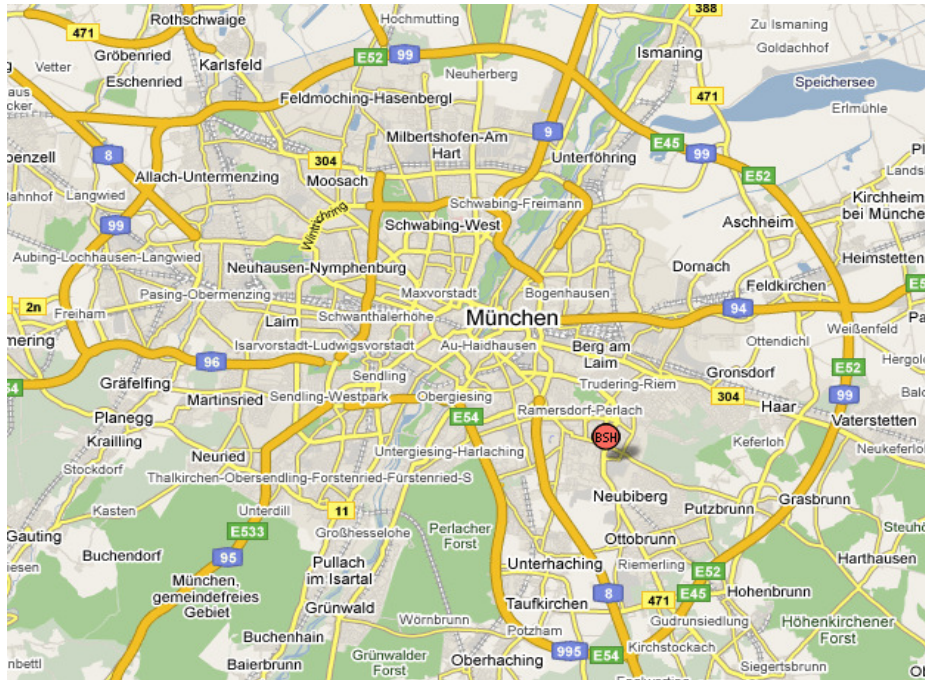 Rothschwaige
Hochmutting
388
471
Gröbenried
Zu Ismaning
Vetter
E52
99
Ismaning
Goldachhof
Karlsfeld
Eschenried
Neuherberg
Speichersee
Feldmoching-Hasenbergl
471
Erlmühle
Milbertshofen-Am
Hart
9
E45
8
304
Unterföhring
99
Allach-Untermenzing
Moosach
E52
Langwied
Schwabing-Freimann
Kirchheim
bei Münche
99
Wintrichring
Schwabing-West
Aschheim
Aubing-Lochhausen-Langwied
Heimstetten
Neuhausen-Nymphenburg
Dornach
Feldkirchen
Pasing-Obermenzing
Maxvorstadt
Bogenhausen
2n
Freiham
Laim
Schwanthalerhöhe
München
94
Weißenfeld
Isarvorstadt-Ludwigsvorstadt
Au-Haidhausen
Berg am
Laim
Ottendichl
96
E52
Gräfelfing
Sendling
Trudering-Riem
Gronsdorf
Martinsried
Sendling-Westpark
Obergiesing
304
99
Planegg
E54
Ramersdorf-Perlach
Haar
Vaterstetten
Krailling
BSH
Keferloh
Neukeferloh
Neuried
Untergiesing-Harlaching
Stockdorf
Thalkirchen-Obersendling-Forstenried-Fürstenried-S
Neubiberg
Grasbrunn
Kasten
Unterdill
11
Putzbrunn
Gauting
E533
Großhesselohe
Perlacher
Forst
Ottobrunn
Buchendorf
95
Pullach
im Isartal
Unterhaching
Riemerling
E52
Harthausen
München,
gemeindefreies
Gebiet
8
E45
Hohenbrunn
Grünwald
Taufkirchen
471
Wörnbrunn
Gudrunsiedlung
Höhenkirchener
Forst
Buchenhain
Potzham
995
E54
Kirchstockach
Baierbrunn
Grünwalder
Forst
Oberhaching
Siegertsbrunn